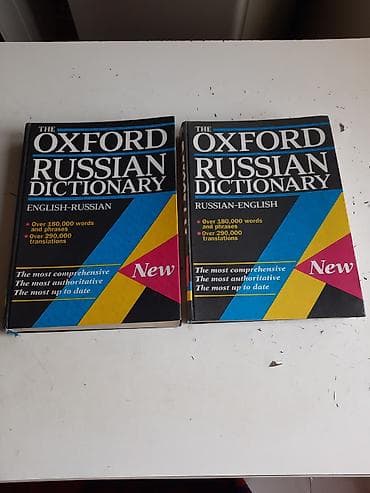 THE
OXFORD
RUSSIAN
DICTIONARY
ENGLISH-RUSSIAN
Over 180,000 words
and phrases
Over 290,000
translations
The most comprehensive
The most authoritative
The most up to date
New
THE
OXFORD
RUSSIAN
DICTIONARY
RUSSIAN-ENGLISH
Over 180,000 words
and phrases
Over 290,000
translations
The most comprehensive
The most authoritative
The most up to date
New